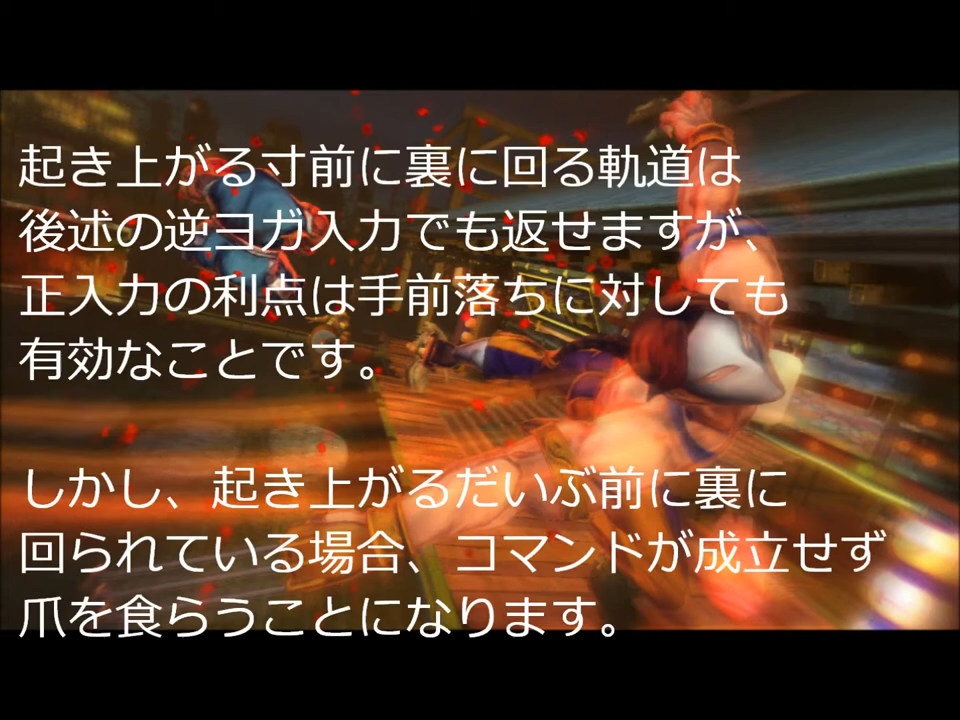 起き上がる寸前に裏に回る軌道は
後述の逆ヨガ入力でも返せますが、
正入力の利点は手前落ちに対しても
有効なことです。
しかし、起き上がるだいぶ前に裏に
回られている場合、コマンドが成立せず
爪を食らうことになります。